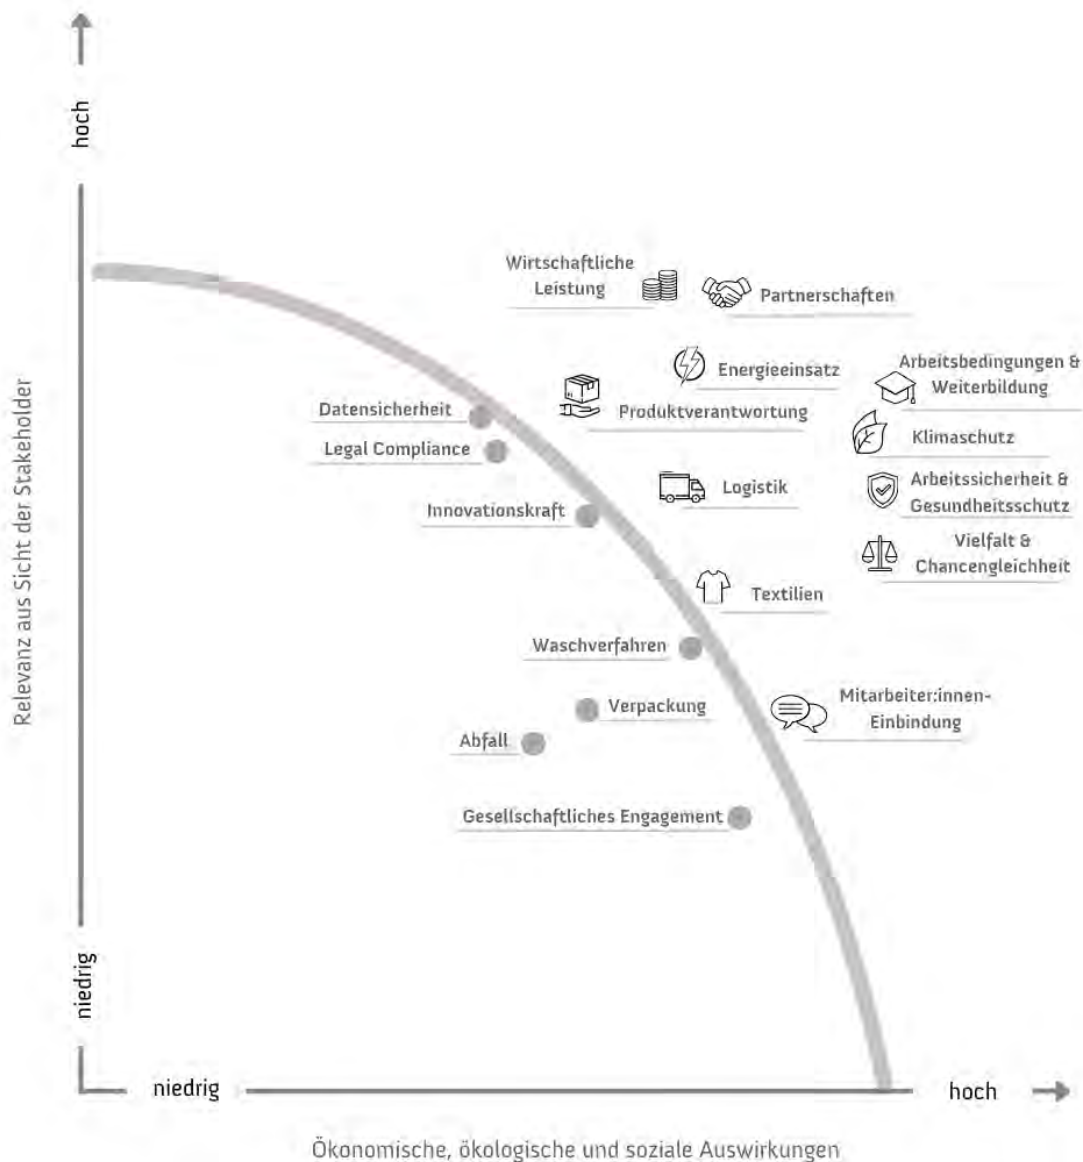 hoch
Wirtschaftliche
Leistung
Partnerschaften
Energieeinsatz
Arbeitsbedingungen &
Weiterbildung
Datensicherheit
Produktverantwortung
Legal Compliance
Klimaschutz
Innovationskraft
Logistik
Arbeitssicherheit &
Gesundheitsschutz
Vielfalt &
Chancengleichheit
Textilien
Waschverfahren
Verpackung
Mitarbeiter:innen-
Einbindung
Abfall
Gesellschaftliches Engagement
Relevanz aus Sicht der Stakeholder
niedrig
niedrig
hoch
Ökonomische, ökologische und soziale Auswirkungen